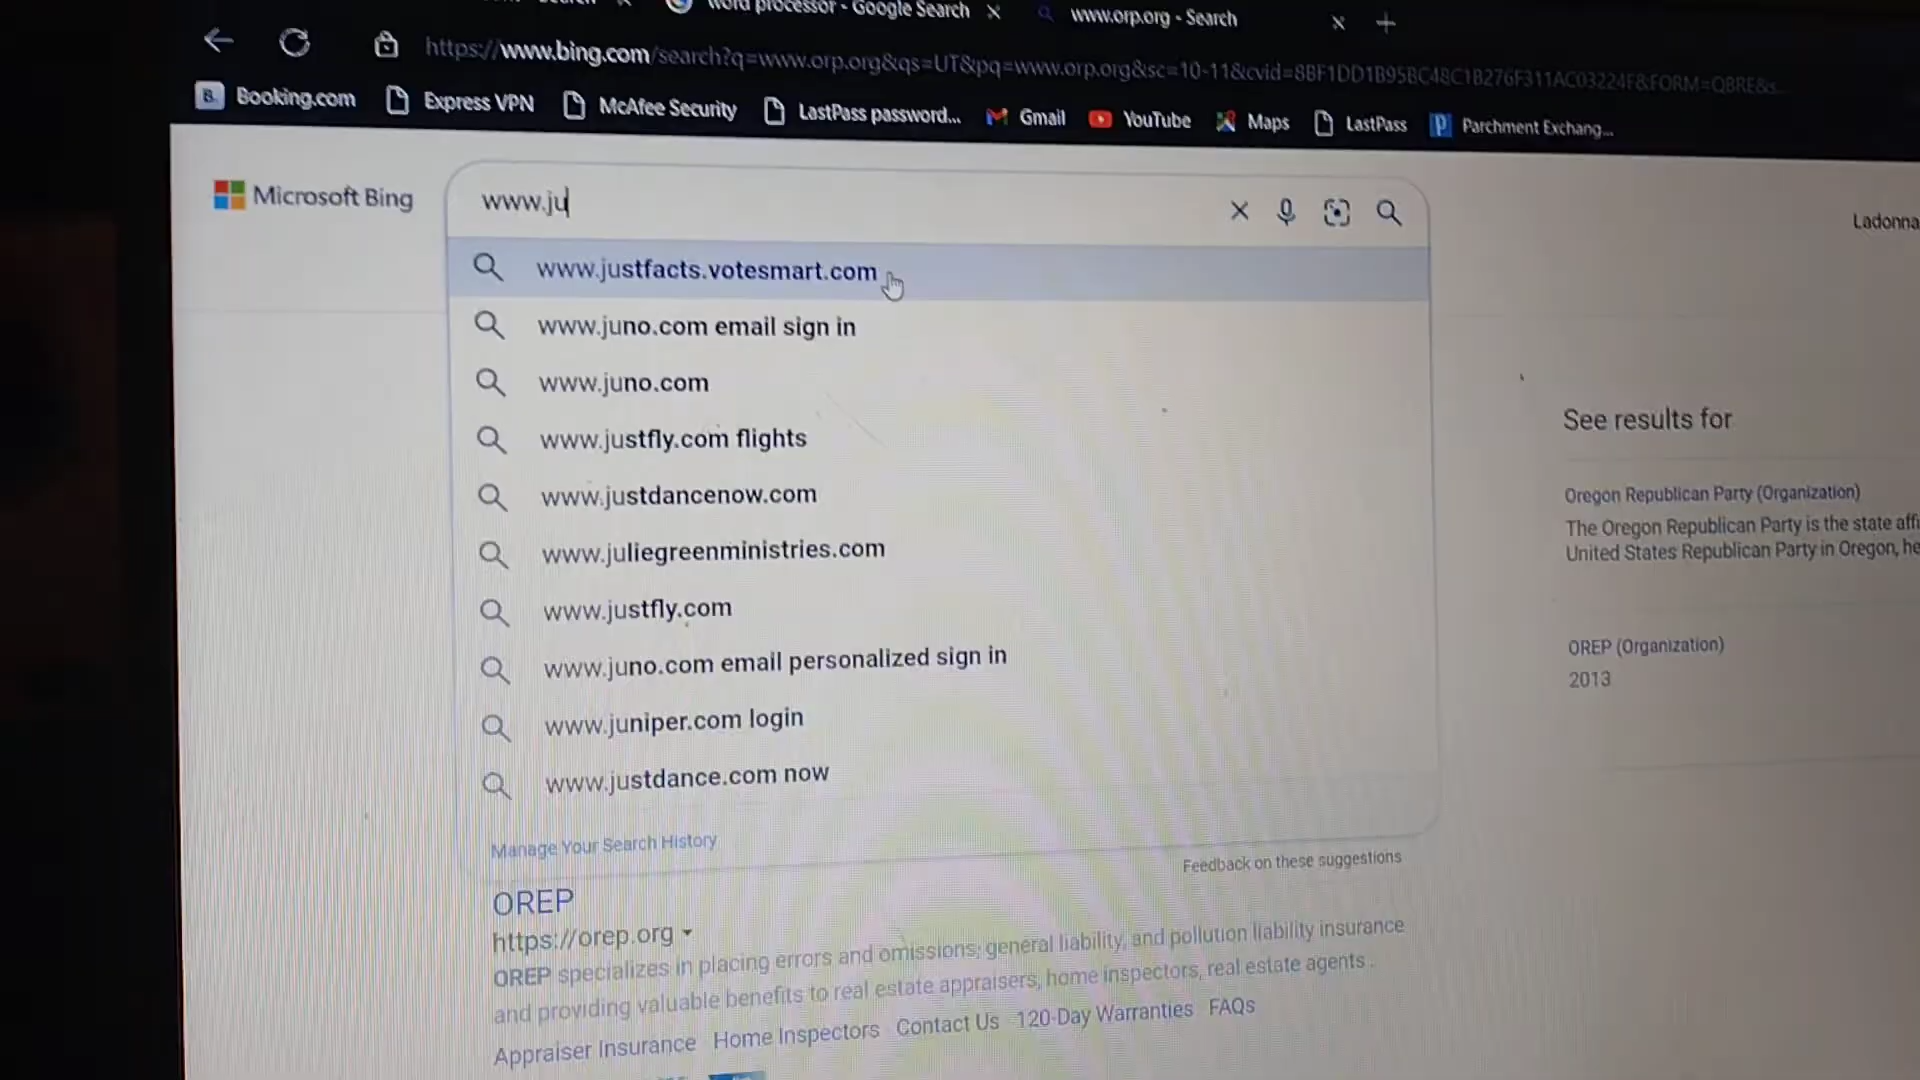 word processor - Google Search
www.orp.org - Search
https://www.bing.com/search?q=www.orp.org&qs=UT&pq=www.orp.org&sc=10-11&cvid=8BF1DD1B95BC48C1B276F311AC03224F&FORM=QBRE&s...
B. Booking.com Express VPN McAfee Security LastPass password... Gmail YouTube Maps LastPass Parchment Exchang...
Microsoft Bing
www.ju
Ladonna
www.justfacts.votesmart.com
www.juno.com email sign in
www.juno.com
www.justfly.com flights
www.justdancenow.com
www.juliegreenministries.com
www.justfly.com
www.juno.com email personalized sign in
www.juniper.com login
www.justdance.com now
Manage Your Search History
Feedback on these suggestions
See results for
Oregon Republican Party (Organization)
The Oregon Republican Party is the state affi
United States Republican Party in Oregon, he
OREP (Organization)
2013
OREP
https://orep.org
OREP specializes in placing errors and omissions; general liability, and pollution liability insurance
and providing valuable benefits to real estate appraisers, home inspectors, real estate agents .
Appraiser Insurance Home Inspectors Contact Us 120-Day Warranties FAQs